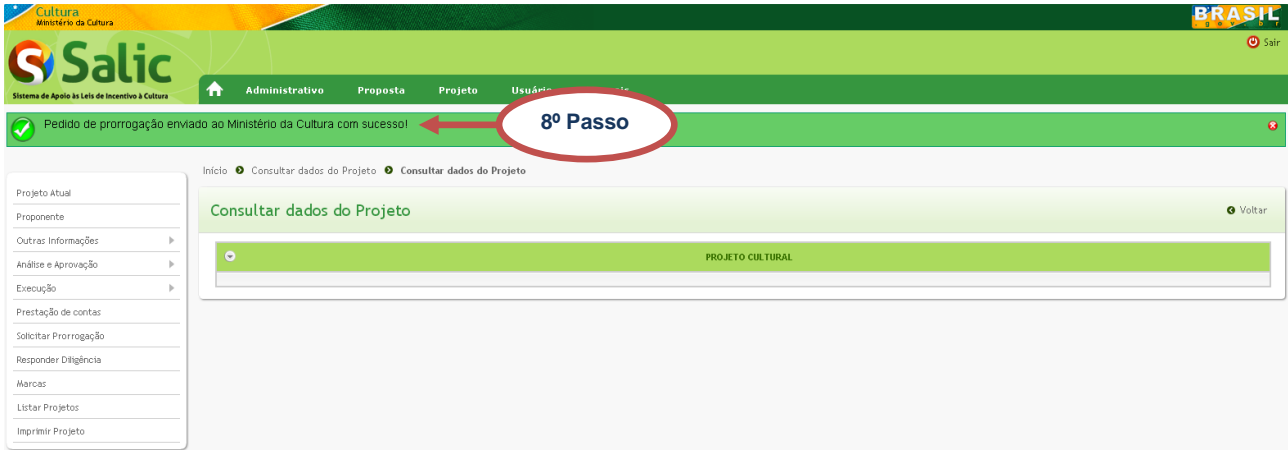 Cultura
Ministério da Cultura
BRASIL
g o v . b r
Salic
Sistema de Apoio às Leis de Incentivo à Cultura
Sair
Administrativo Proposta Projeto
Pedido de prorrogação enviado ao Ministério da Cultura com sucesso!
8º Passo
Início Consultar dados do Projeto Consultar dados do Projeto
Projeto Atual
Proponente
Outras Informações
Análise e Aprovação
Execução
Prestação de contas
Solicitar Prorrogação
Responder Diligência
Marcas
Listar Projetos
Imprimir Projeto
Consultar dados do Projeto
Voltar
PROJETO CULTURAL